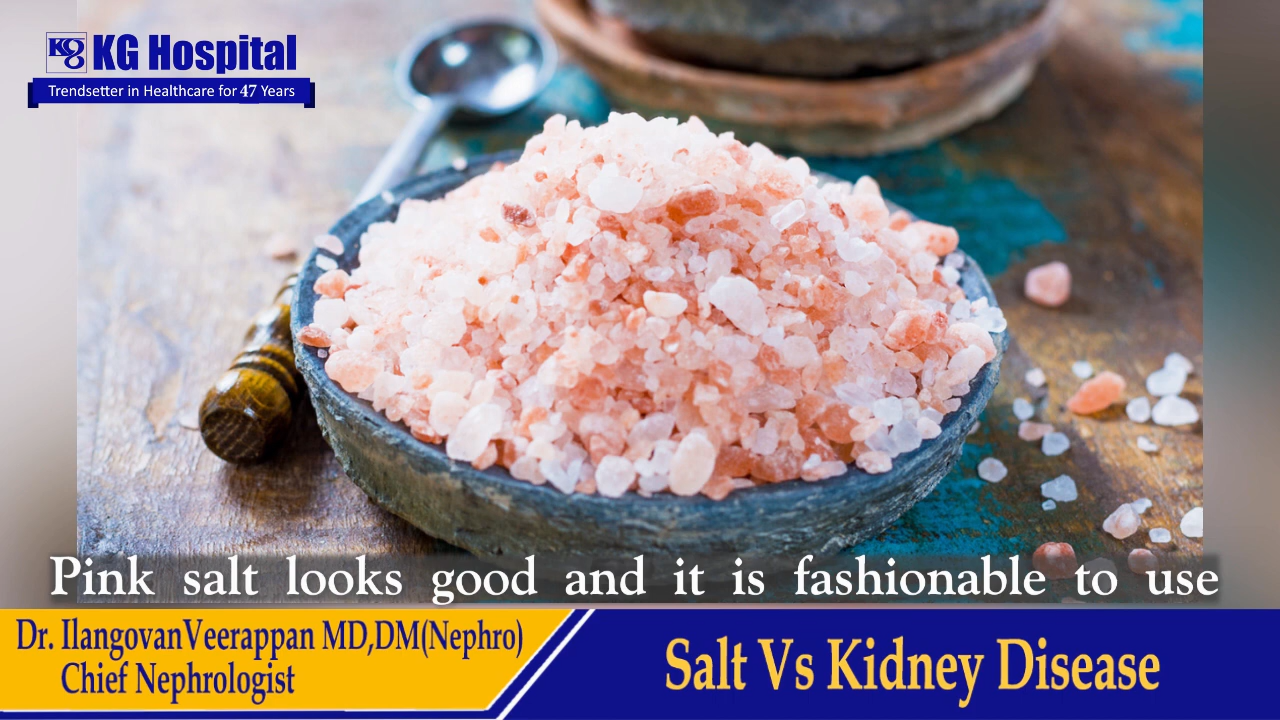 KG KG Hospital
Trendsetter in Healthcare for 47 Years
Pink salt looks good and it is fashionable to use
Dr. IlangovanVeerappan MD,DM(Nephro)
Chief Nephrologist
Salt Vs Kidney Disease